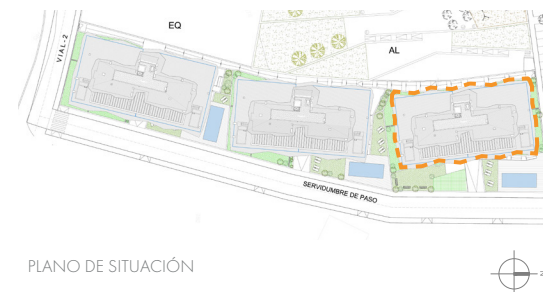 EQ
AL
VIAL-2
SERVIDUMBRE DE PASO
PLANO DE SITUACIÓN